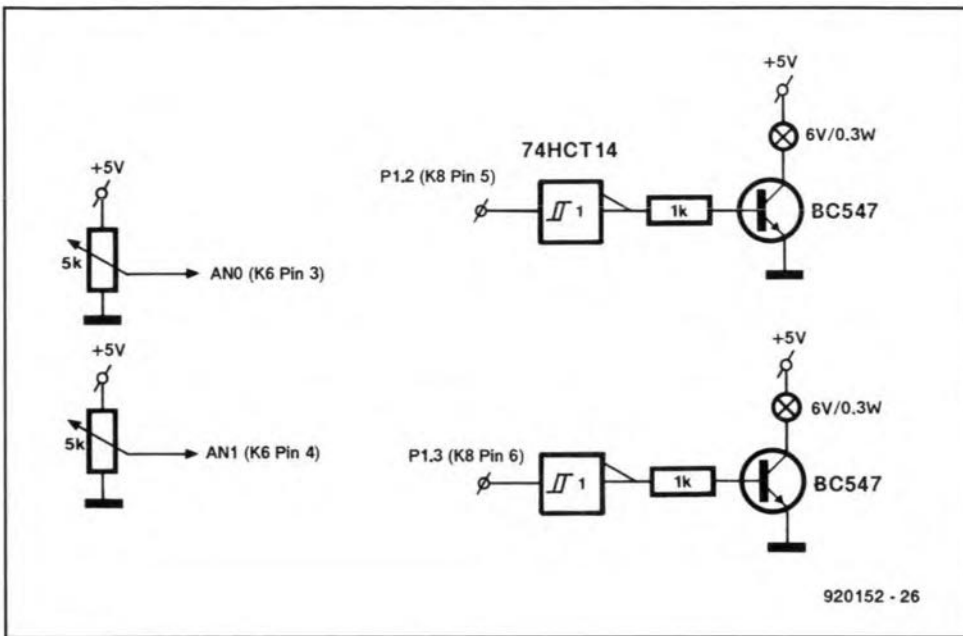 +5V
5k
AN0 (K6 Pin 3)
+5V
5k
AN1 (K6 Pin 4)
+5V
6V/0.3W
74HCT14
P1.2 (K8 Pin 5)
1
1k
BC547
+5V
6V/0.3W
P1.3 (K8 Pin 6)
1
1k
BC547
920152 - 26